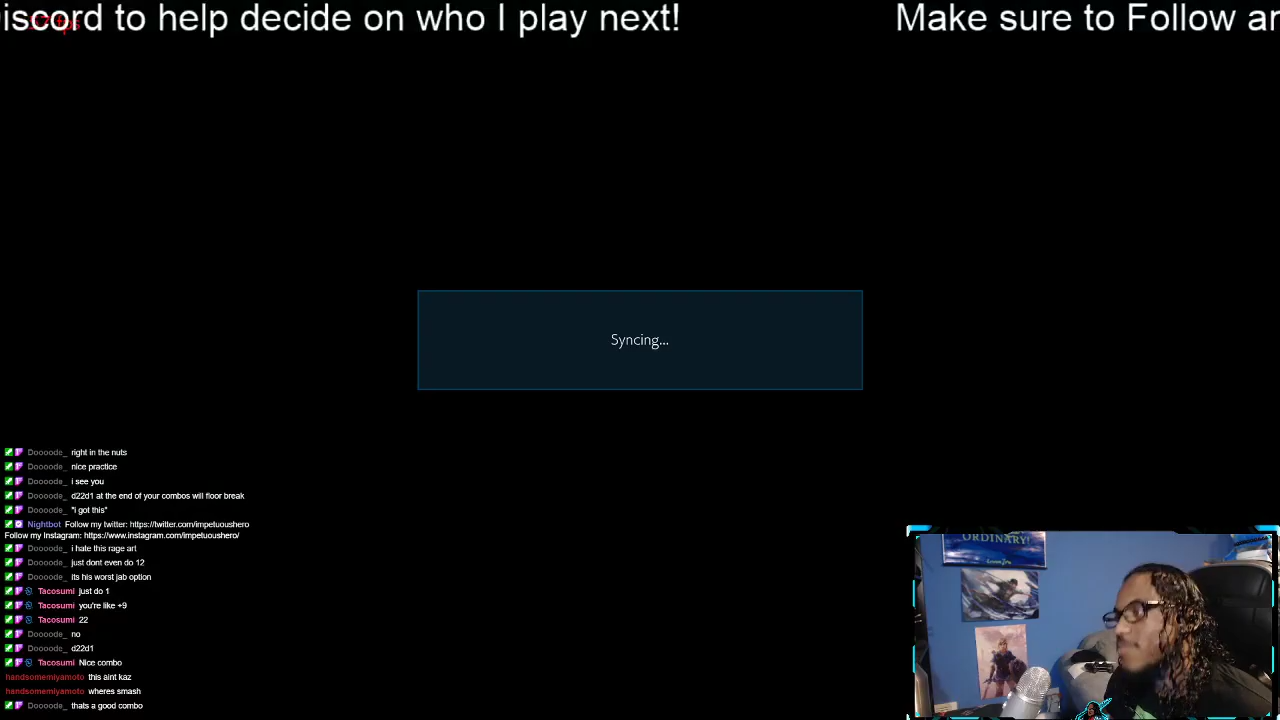 iscord to help decide on who I play next!
Make sure to Follow an
fps
Syncing...
Doooode_ right in the nuts
Doooode_ nice practice
Doooode_ i see you
Doooode_ d22d1 at the end of your combos will floor break
Doooode_ "i got this"
Nightbot Follow my twitter: https://twitter.com/impetuoushero
Follow my Instagram: https://www.instagram.com/impetuoushero/
Doooode_ i hate this rage art
Doooode_ just dont even do 12
Doooode_ its his worst jab option
Tacosumi just do 1
Tacosumi you're like +9
Tacosumi 22
Doooode_ no
Doooode_ d22d1
Tacosumi Nice combo
handsomemiyamoto this aint kaz
handsomemiyamoto wheres smash
Doooode_ thats a good combo
ORDINARY!